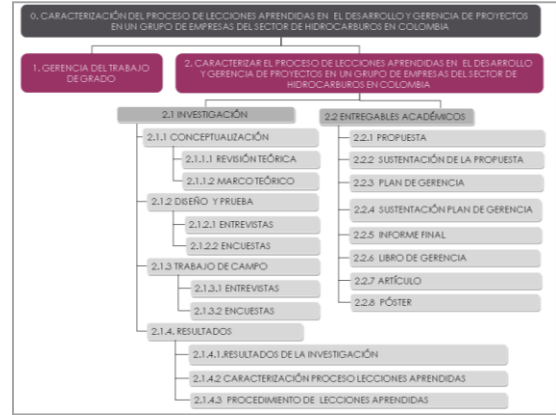 0. CARACTERIZACIÓN DEL PROCESO DE LECCIONES APRENDIDAS EN EL DESARROLLO Y GERENCIA DE PROYECTOS
EN UN GRUPO DE EMPRESAS DEL SECTOR DE HIDROCARBUROS EN COLOMBIA
1. GERENCIA DEL TRABAJO
DE GRADO
2. CARACTERIZAR EL PROCESO DE LECCIONES APRENDIDAS EN EL DESARROLLO
Y GERENCIA DE PROYECTOS EN UN GRUPO DE EMPRESAS DEL SECTOR DE
HIDROCARBUROS EN COLOMBIA
2.1 INVESTIGACIÓN
2.1.1 CONCEPTUALIZACIÓN
2.1.1.1 REVISIÓN TEÓRICA
2.1.1.2 MARCO TEÓRICO
2.1.2 DISEÑO Y PRUEBA
2.1.2.1 ENTREVISTAS
2.1.2.2 ENCUESTAS
2.1.3 TRABAJO DE CAMPO
2.1.3.1 ENTREVISTAS
2.1.3.2 ENCUESTAS
2.1.4. RESULTADOS
2.1.4.1.RESULTADOS DE LA INVESTIGACIÓN
2.1.4.2 CARACTERIZACIÓN PROCESO LECCIONES APRENDIDAS
2.1.4.3 PROCEDIMIENTO DE LECCIONES APRENDIDAS
2.2 ENTREGABLES ACADÉMICOS
2.2.1 PROPUESTA
2.2.2 SUSTENTACIÓN DE LA PROPUESTA
2.2.3 PLAN DE GERENCIA
2.2.4 SUSTENTACIÓN PLAN DE GERENCIA
2.2.5 INFORME FINAL
2.2.6 LIBRO DE GERENCIA
2.2.7 ARTÍCULO
2.2.8 PÓSTER